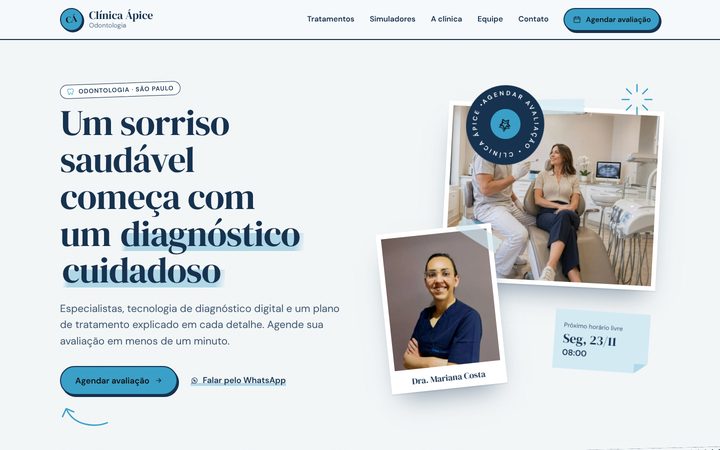 CÁ
Clínica Ápice
Odontologia
Tratamentos
Simuladores
A clínica
Equipe
Contato
Agendar avaliação
ODONTOLOGIA · SÃO PAULO
Um sorriso
saudável
começa com
um diagnóstico
cuidadoso
Especialistas, tecnologia de diagnóstico digital e um plano
de tratamento explicado em cada detalhe. Agende sua
avaliação em menos de um minuto.
Agendar avaliação →
Falar pelo WhatsApp
AGENDAR AVALIAÇÃO • CLÍNICA ÁPICE •
Dra. Mariana Costa
Próximo horário livre
Seg, 23/11
08:00